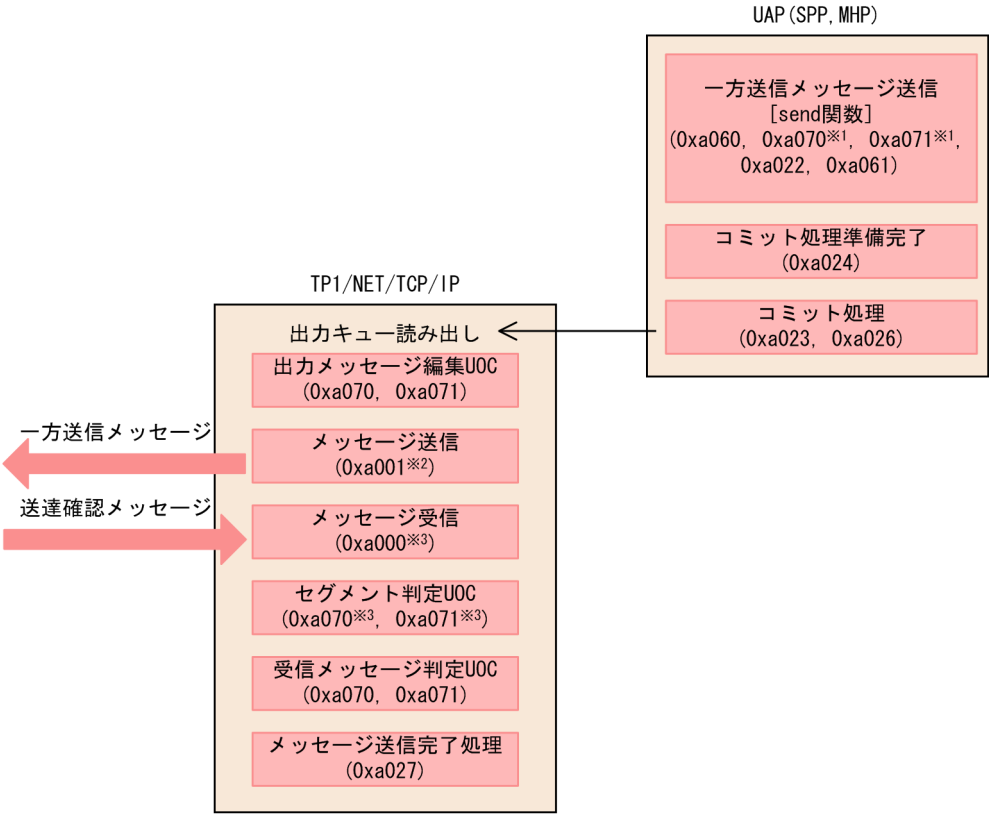 UAP(SPP,MHP)
一方送信メッセージ送信
[send関数]
(0xa060, 0xa070※1, 0xa071※1,
0xa022, 0xa061)
コミット処理準備完了
(0xa024)
コミット処理
(0xa023, 0xa026)
TP1/NET/TCP/IP
出力キュー読み出し
出力メッセージ編集UOC
(0xa070, 0xa071)
一方送信メッセージ
メッセージ送信
(0xa001※2)
送達確認メッセージ
メッセージ受信
(0xa000※3)
セグメント判定UOC
(0xa070※3, 0xa071※3)
受信メッセージ判定UOC
(0xa070, 0xa071)
メッセージ送信完了処理
(0xa027)